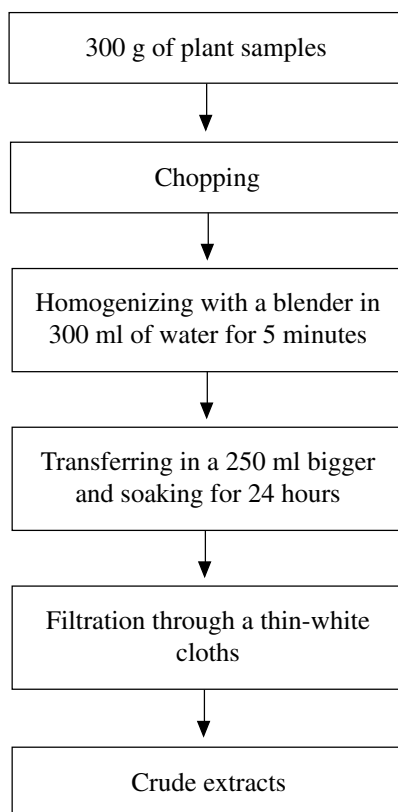 300 g of plant samples
Chopping
Homogenizing with a blender in
300 ml of water for 5 minutes
Transferring in a 250 ml bigger
and soaking for 24 hours
Filtration through a thin-white
cloths
Crude extracts